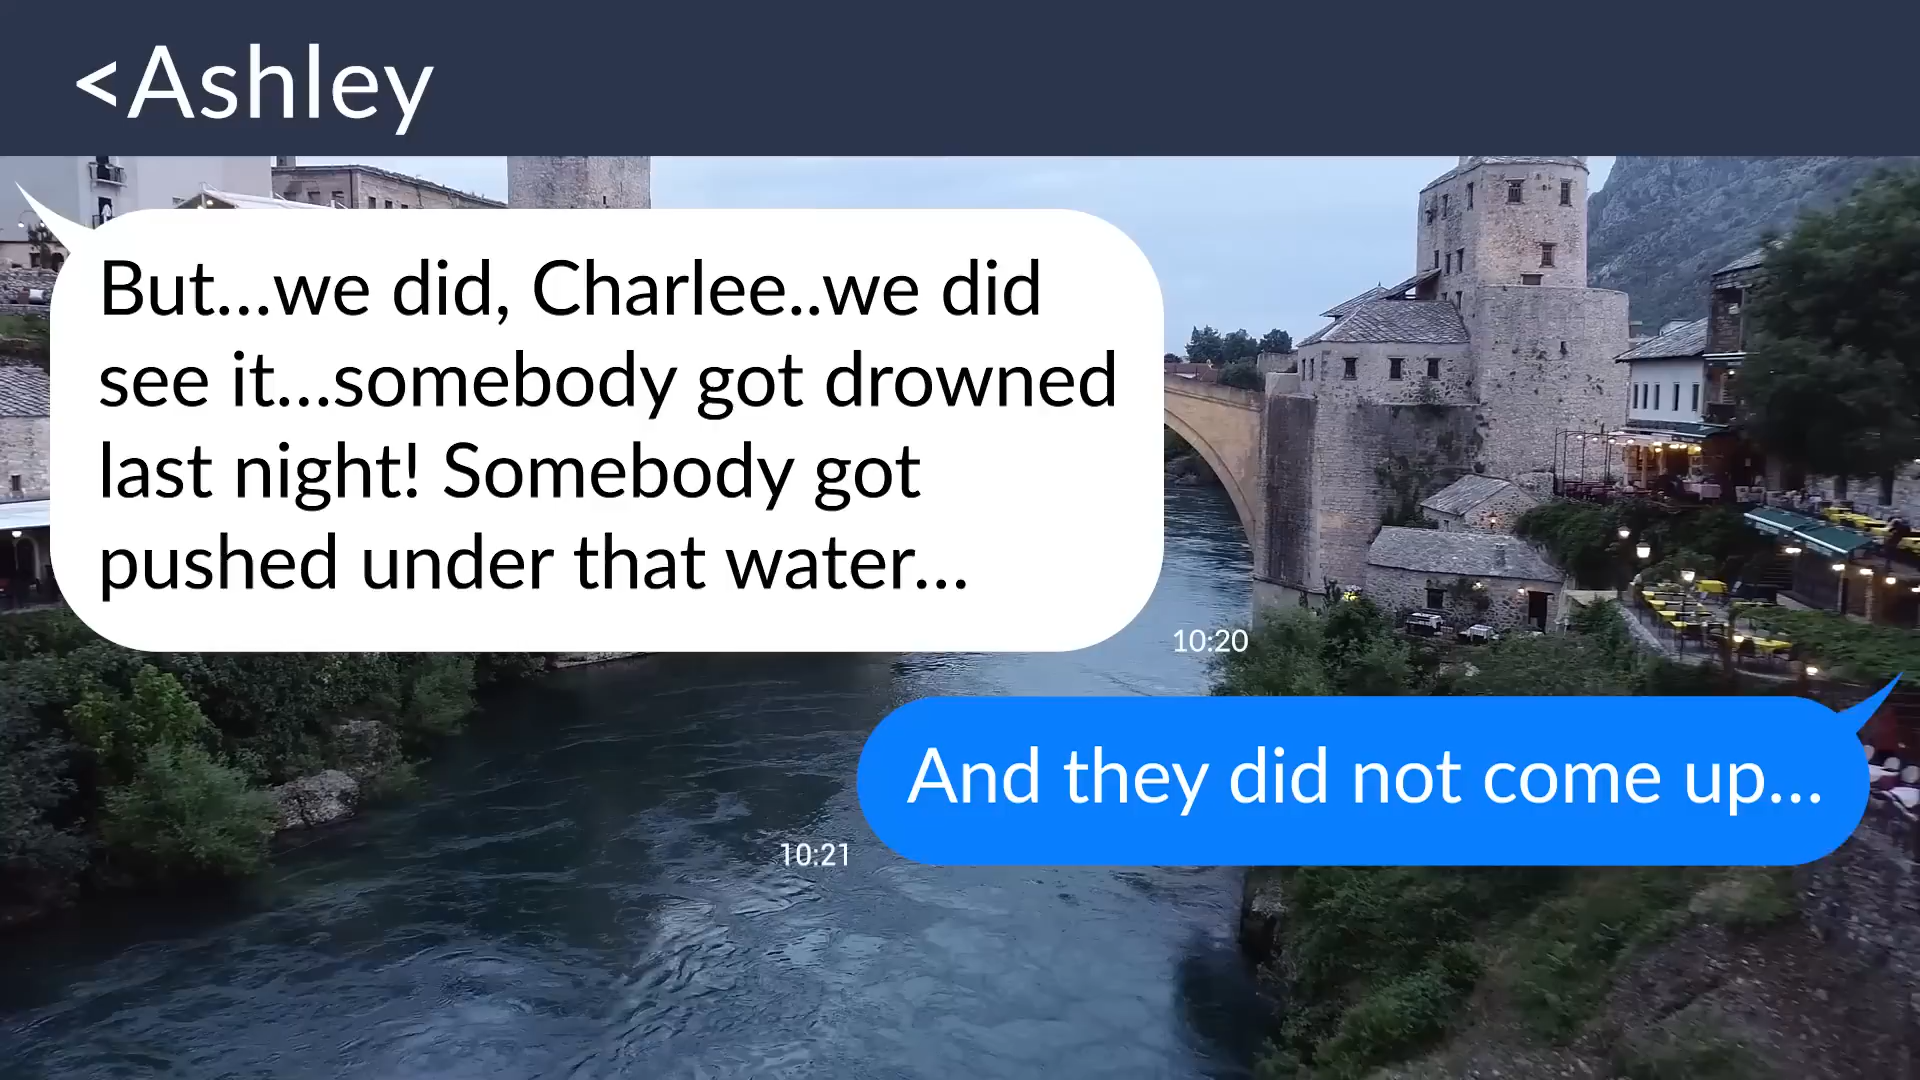 <Ashley
But...we did, Charlee..we did
see it...somebody got drowned
last night! Somebody got
pushed under that water...
10:20
And they did not come up...
10:21